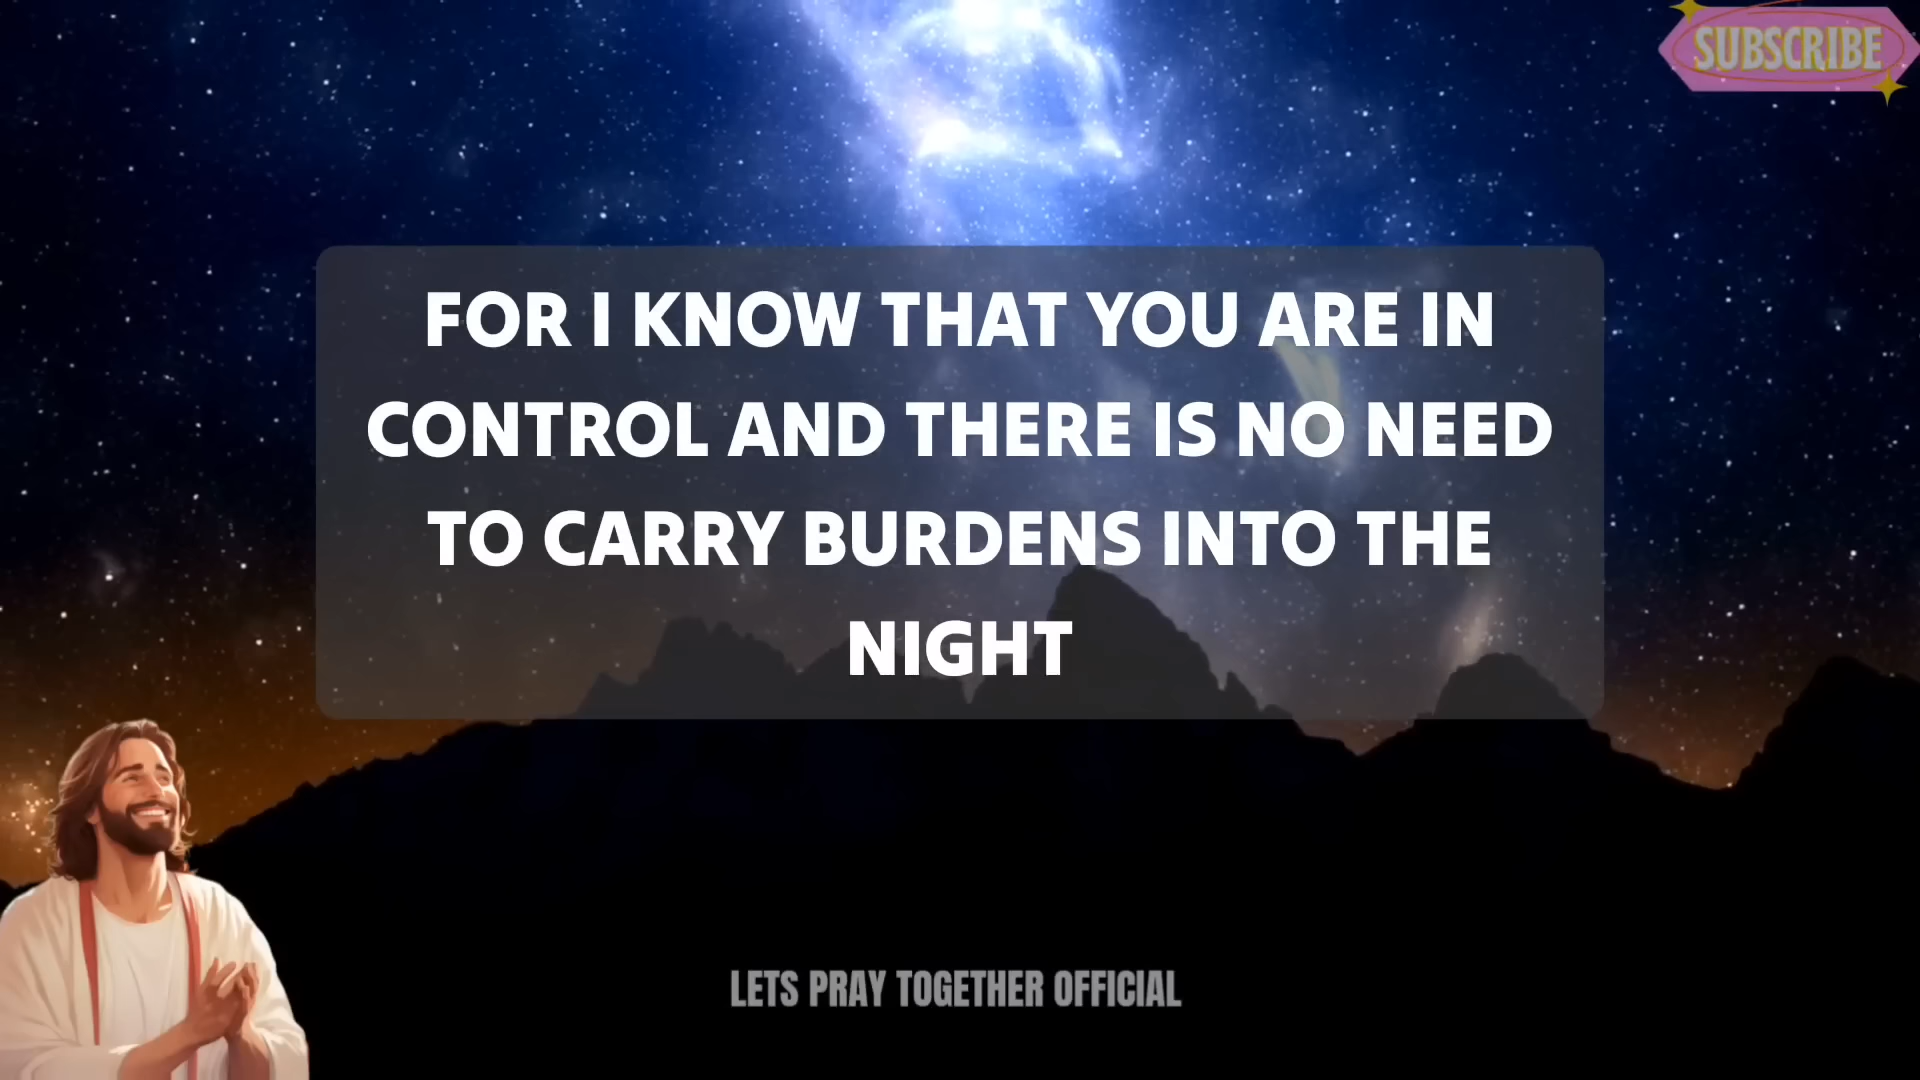 SUBSCRIBE
FOR I KNOW THAT YOU ARE IN
CONTROL AND THERE IS NO NEED
TO CARRY BURDENS INTO THE
NIGHT
LETS PRAY TOGETHER OFFICIAL